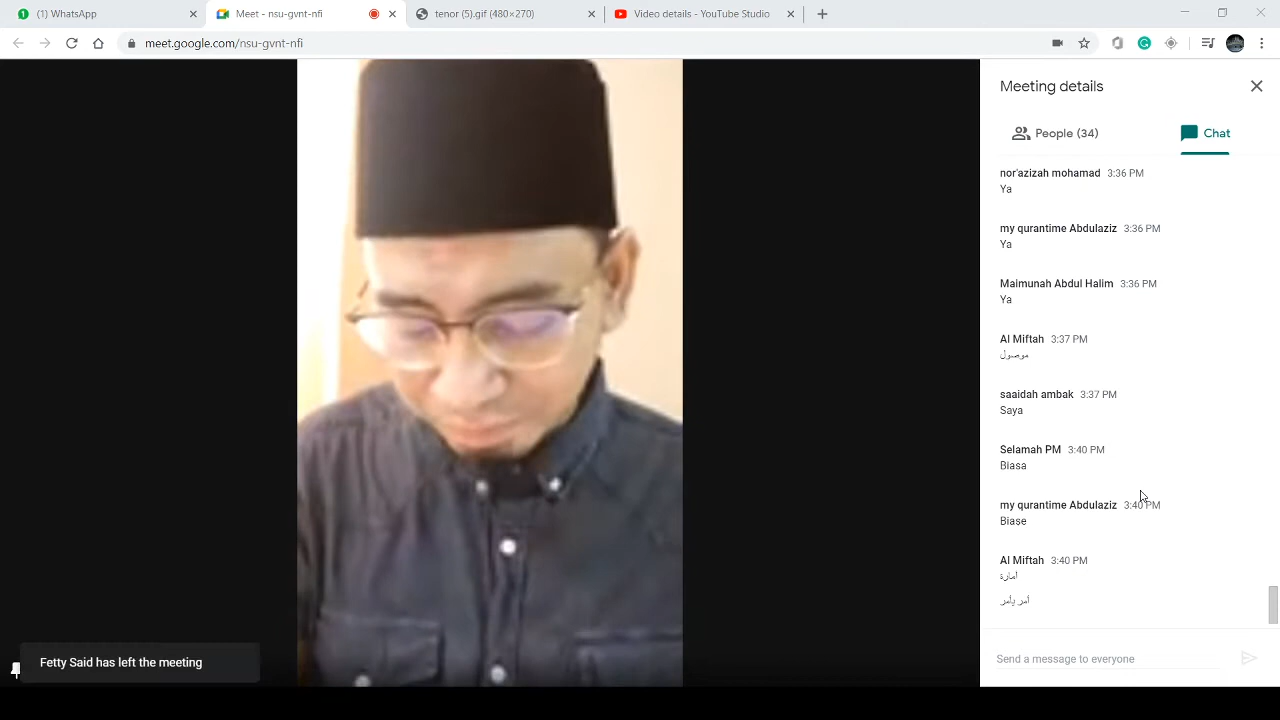 (1) WhatsApp
Meet - nsu-gvnt-nfi
tenor (5).gif (480×270)
Video details - YouTube Studio
meet.google.com/nsu-gvnt-nfi
Meeting details
People (34)
Chat
nor'azizah mohamad 3:36 PM
Ya
my qurantime Abdulaziz 3:36 PM
Ya
Maimunah Abdul Halim 3:36 PM
Ya
Al Miftah 3:37 PM
موصول
saaidah ambak 3:37 PM
Saya
Selamah PM 3:40 PM
Biasa
my qurantime Abdulaziz 3:40 PM
Biase
Al Miftah 3:40 PM
أمارة
أمر يأمر
Fetty Said has left the meeting
Send a message to everyone